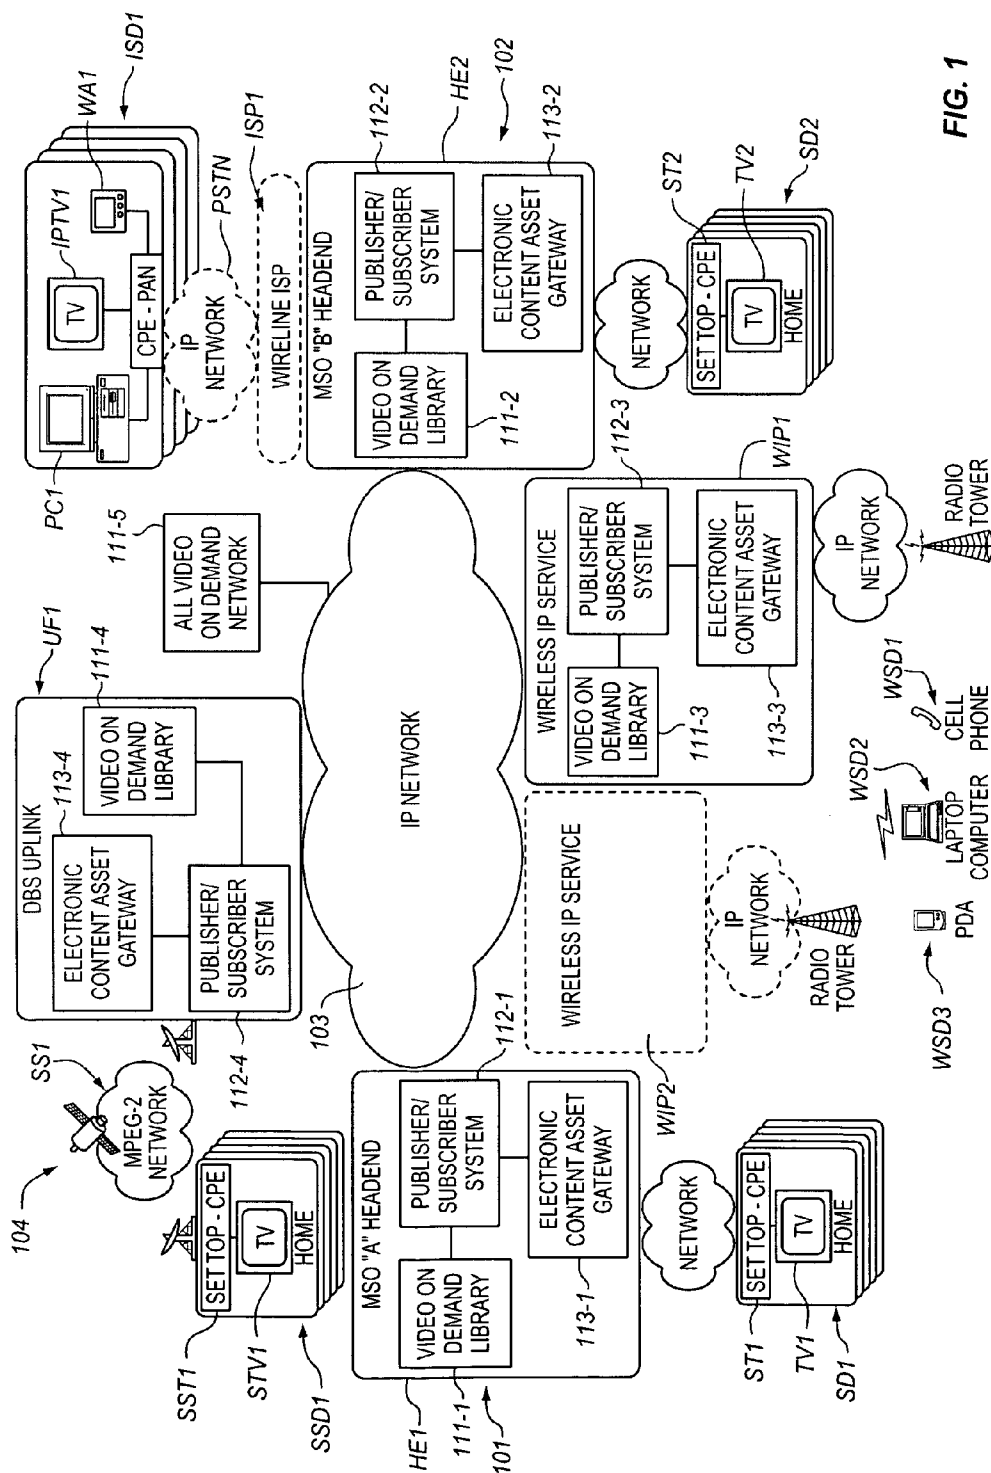 104
SS1
MPEG-2
NETWORK
SST1
SET TOP - CPE
STV1
TV
HOME
SSD1
DBS UPLINK
UF1
113-4
ELECTRONIC
CONTENT ASSET
GATEWAY
111-4
VIDEO ON
DEMAND
LIBRARY
PUBLISHER/
SUBSCRIBER
SYSTEM
112-4
111-5
ALL VIDEO
ON DEMAND
NETWORK
PC1
TV
IPTV1
WA1
ISD1
CPE - PAN
IP
NETWORK
PSTN
WIRELINE ISP
ISP1
103
IP NETWORK
MSO "A" HEADEND
HE1
VIDEO ON
DEMAND
LIBRARY
111-1
PUBLISHER/
SUBSCRIBER
SYSTEM
112-1
ELECTRONIC
CONTENT ASSET
GATEWAY
113-1
101
NETWORK
ST1
SET TOP - CPE
TV1
TV
HOME
SD1
WIRELESS IP SERVICE
WIP2
IP
NETWORK
RADIO
TOWER
WIRELESS IP SERVICE
VIDEO ON
DEMAND
LIBRARY
111-3
PUBLISHER/
SUBSCRIBER
SYSTEM
112-3
ELECTRONIC
CONTENT ASSET
GATEWAY
113-3
WIP1
IP
NETWORK
RADIO
TOWER
MSO "B" HEADEND
HE2
VIDEO ON
DEMAND
LIBRARY
111-2
PUBLISHER/
SUBSCRIBER
SYSTEM
112-2
ELECTRONIC
CONTENT ASSET
GATEWAY
113-2
102
NETWORK
ST2
SET TOP - CPE
TV
TV2
HOME
SD2
WSD3
PDA
WSD2
LAPTOP
COMPUTER
WSD1
CELL
PHONE
FIG. 1